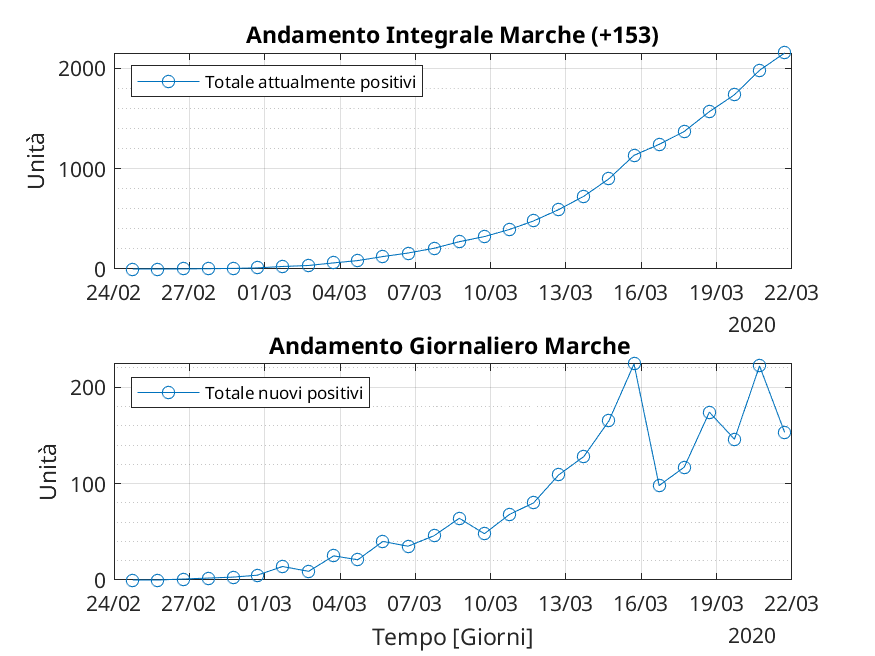 Andamento Integrale Marche (+153)
Totale attualmente positivi
Unità
2000
1000
0
24/02 27/02 01/03 04/03 07/03 10/03 13/03 16/03 19/03 22/03
2020
Andamento Giornaliero Marche
Totale nuovi positivi
Unità
200
100
0
24/02 27/02 01/03 04/03 07/03 10/03 13/03 16/03 19/03 22/03
Tempo [Giorni]
2020